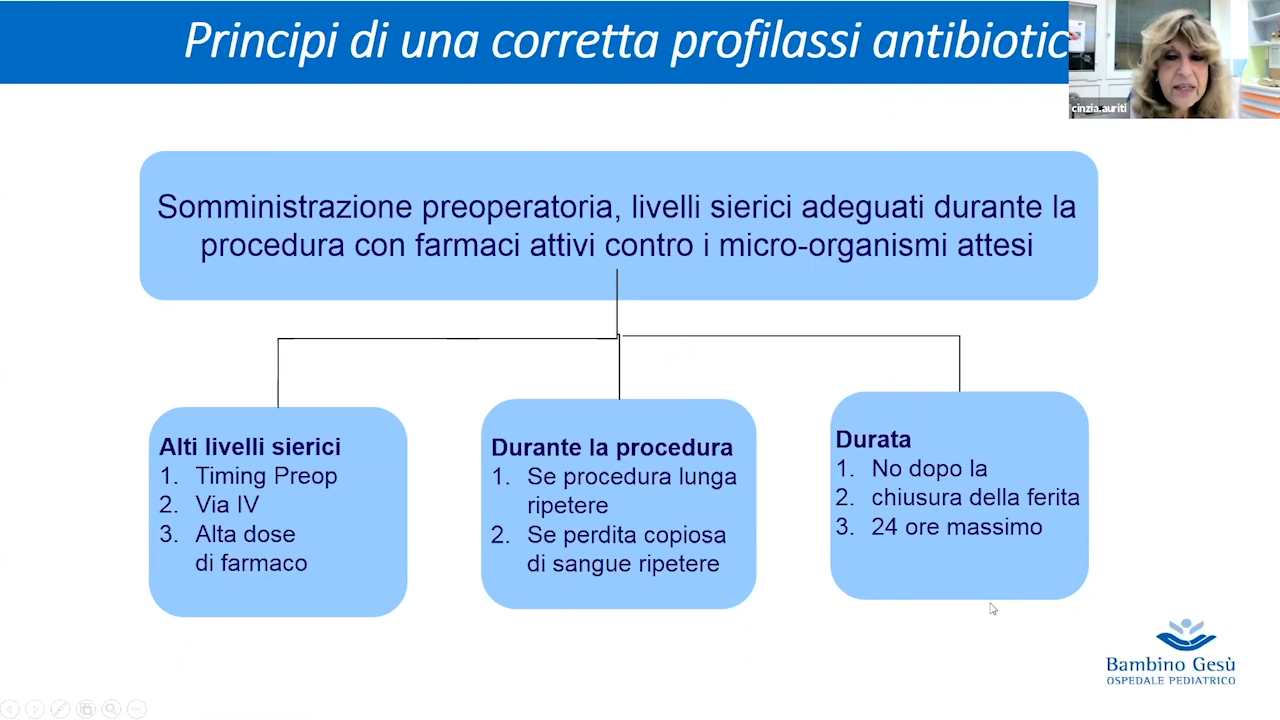 Principi di una corretta profilassi antibiotic
cinzia.auriti
Somministrazione preoperatoria, livelli sierici adeguati durante la
procedura con farmaci attivi contro i micro-organismi attesi
Alti livelli sierici
1. Timing Preop
2. Via IV
3. Alta dose
di farmaco
Durante la procedura
1. Se procedura lunga
ripetere
2. Se perdita copiosa
di sangue ripetere
Durata
1. No dopo la
2. chiusura della ferita
3. 24 ore massimo
Bambino Gesù
OSPEDALE PEDIATRICO